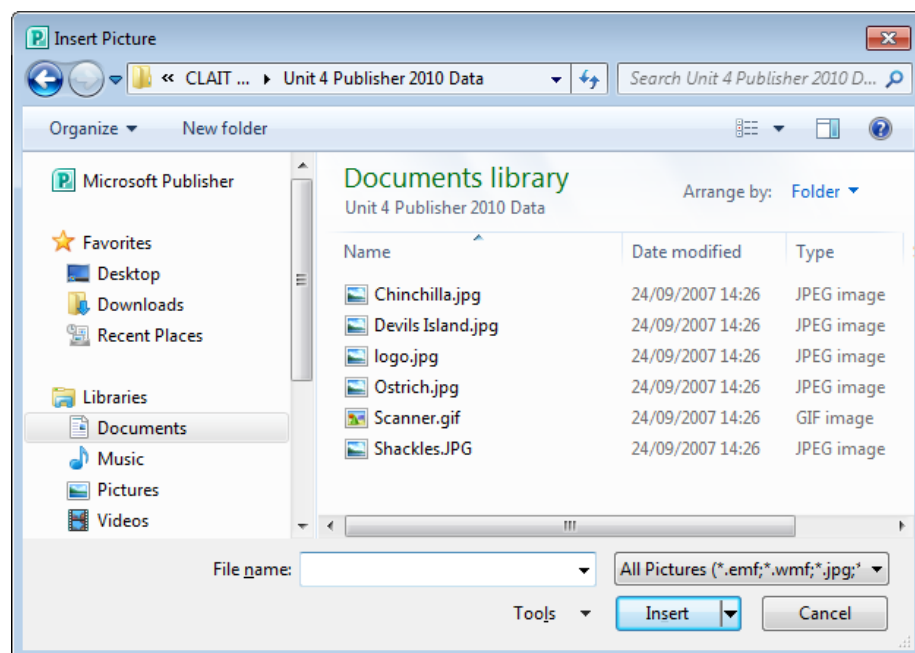 Insert Picture
« CLAIT ... Unit 4 Publisher 2010 Data
Search Unit 4 Publisher 2010 D...
Organize New folder
Microsoft Publisher
Favorites
Desktop
Downloads
Recent Places
Libraries
Documents
Music
Pictures
Videos
Documents library
Unit 4 Publisher 2010 Data
Arrange by: Folder
Name Date modified Type
Chinchilla.jpg 24/09/2007 14:26 JPEG image
Devils Island.jpg 24/09/2007 14:26 JPEG image
logo.jpg 24/09/2007 14:26 JPEG image
Ostrich.jpg 24/09/2007 14:26 JPEG image
Scanner.gif 24/09/2007 14:26 GIF image
Shackles.JPG 24/09/2007 14:26 JPEG image
File name:
All Pictures (*.emf;*.wmf;*.jpg;*
Tools Insert Cancel